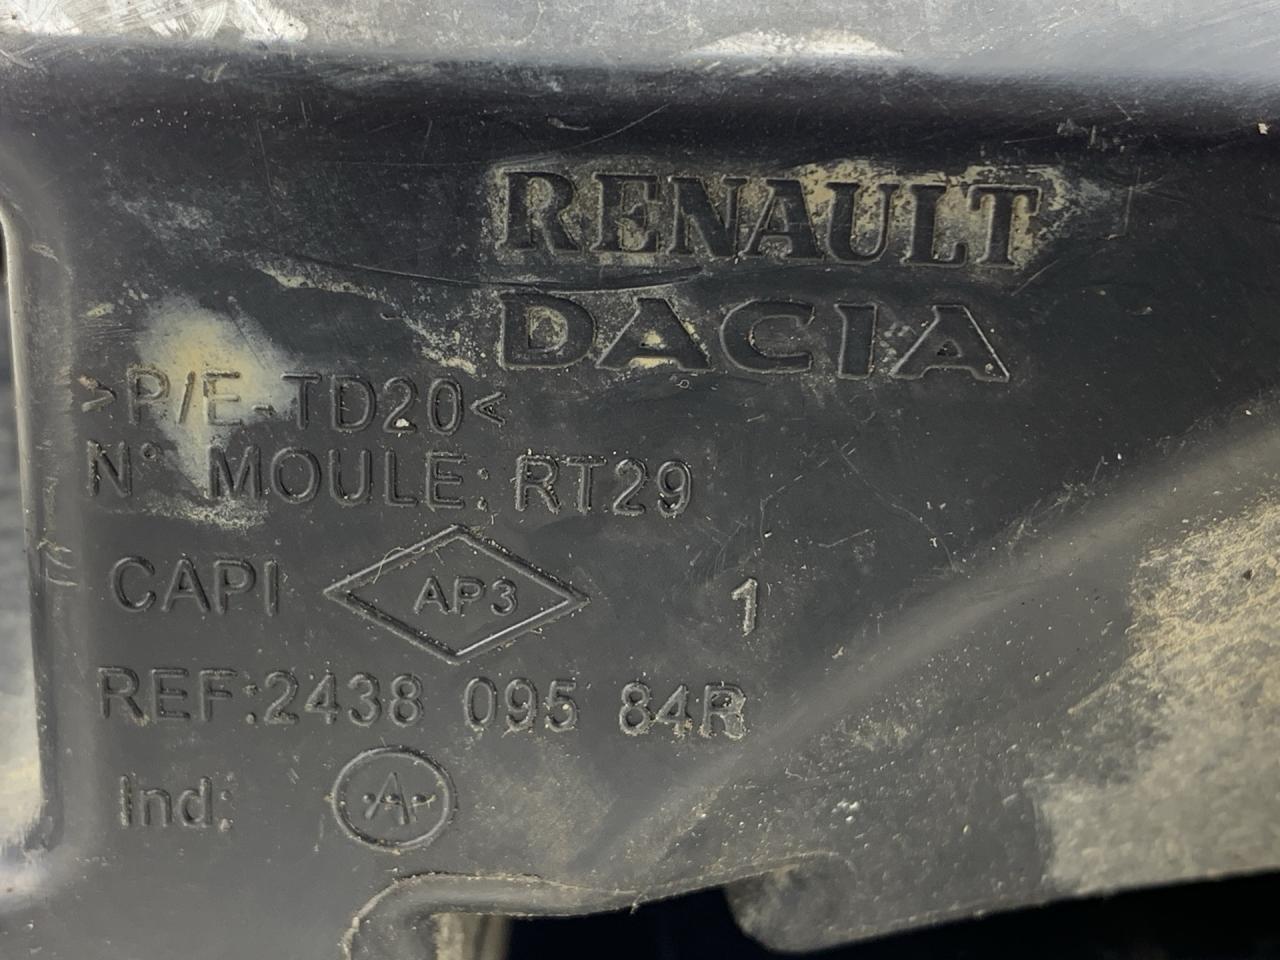 RENAULT
DACIA
>P/E-TD20<
N° MOULE: RT29
CAPI AP3 1
REF:2438 095 84R
Ind: A